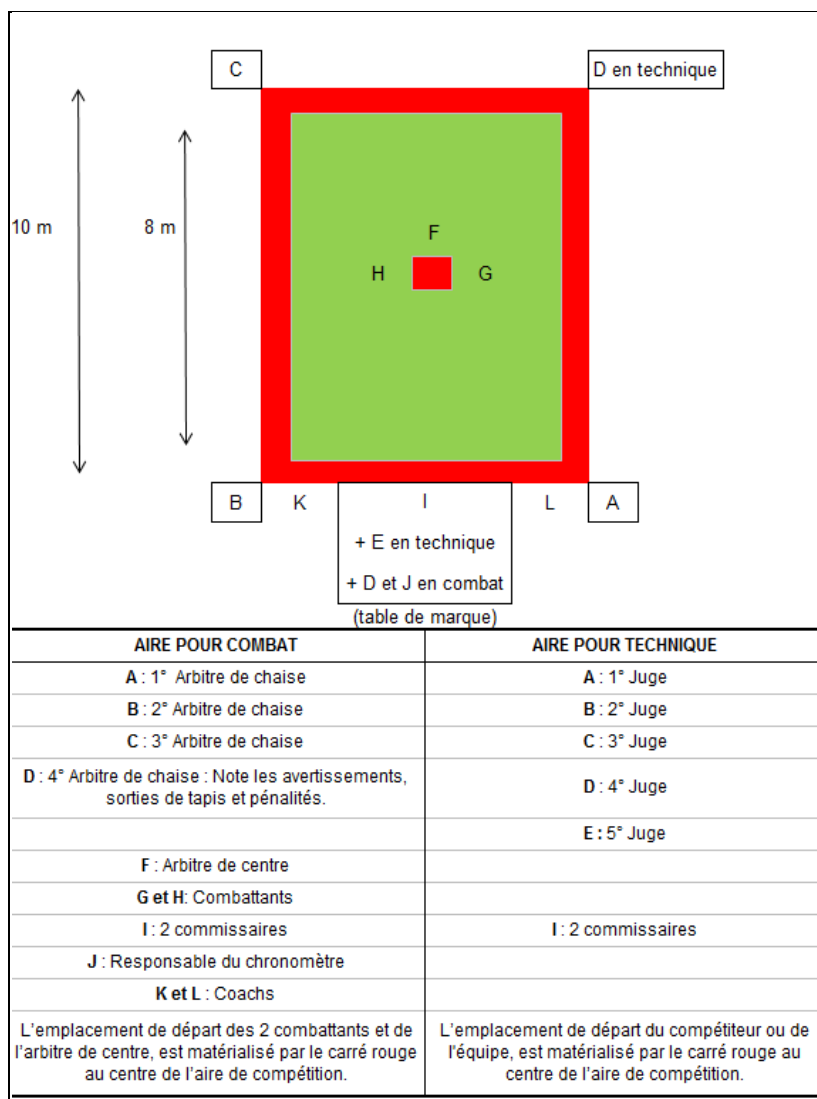 C
D en technique
10 m
8 m
F
H
G
B
K
I
L
A
+ E en technique
+ D et J en combat
(table de marque)
AIRE POUR COMBAT
AIRE POUR TECHNIQUE
A : 1° Arbitre de chaise
A : 1° Juge
B : 2° Arbitre de chaise
B : 2° Juge
C : 3° Arbitre de chaise
C : 3° Juge
D : 4° Arbitre de chaise : Note les avertissements,
sorties de tapis et pénalités.
D : 4° Juge
E : 5° Juge
F : Arbitre de centre
G et H: Combattants
I : 2 commissaires
I : 2 commissaires
J : Responsable du chronomètre
K et L : Coachs
L'emplacement de départ des 2 combattants et de
l'arbitre de centre, est matérialisé par le carré rouge
au centre de l'aire de compétition.
L'emplacement de départ du compétiteur ou de
l'équipe, est matérialisé par le carré rouge au
centre de l'aire de compétition.